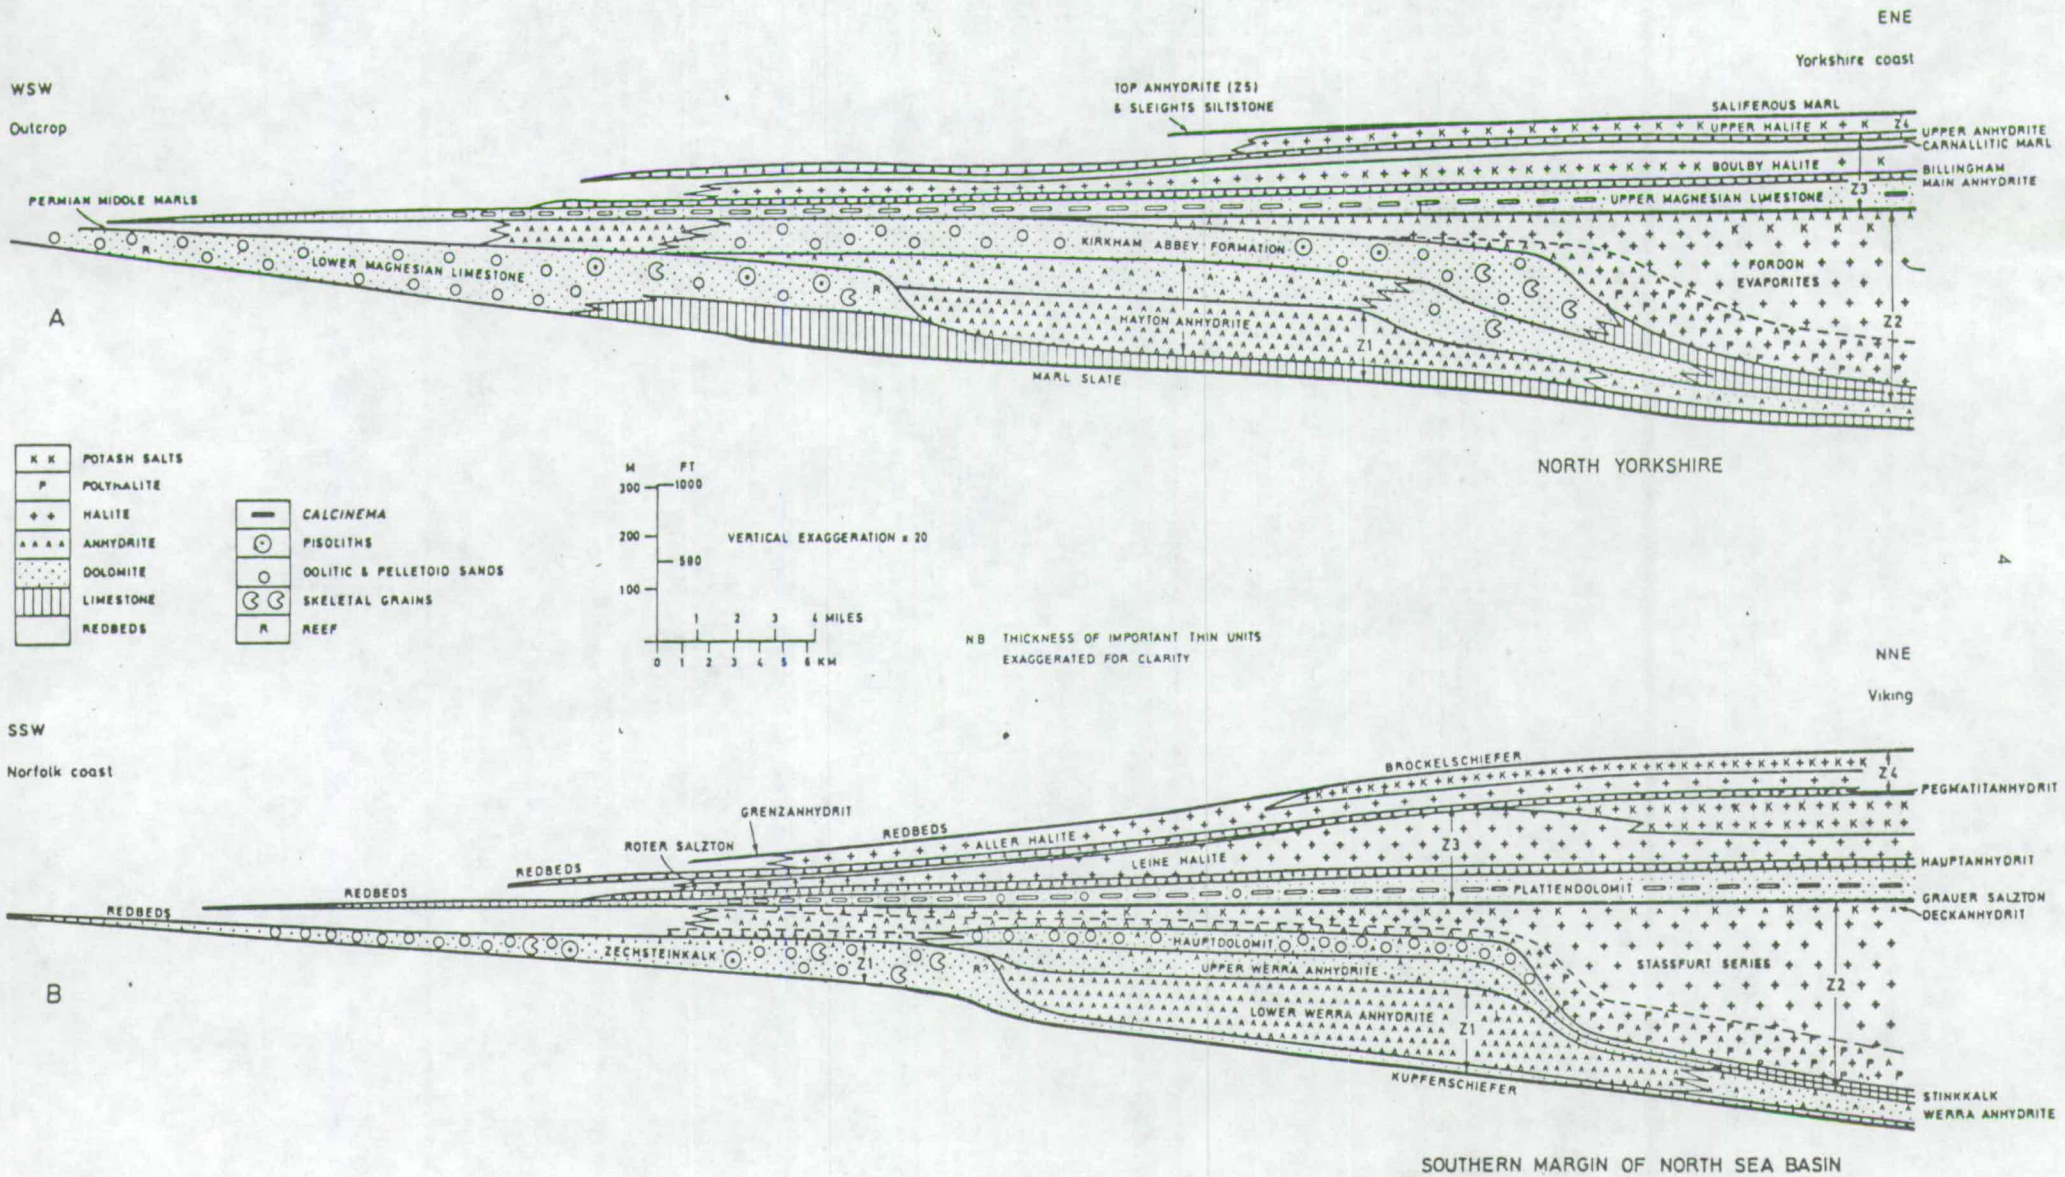 ENE
Yorkshire coast
WSW
Outcrop
TOP ANHYDRITE (Z5)
& SLEIGHTS SILTSTONE
SALIFEROUS MARL
UPPER HALITE
Z4
UPPER ANHYDRITE
CARNALLITIC MARL
BOULBY HALITE
Z3
BILLINGHAM
MAIN ANHYDRITE
UPPER MAGNESIAN LIMESTONE
PERMIAN MIDDLE MARLS
R
LOWER MAGNESIAN LIMESTONE
KIRKHAM ABBEY FORMATION
FORDON
EVAPORITES
R
A
HAYTON ANHYDRITE
Z1
Z2
MARL SLATE
NORTH YORKSHIRE
K K POTASH SALTS
P POLYHALITE
+ + HALITE
ANHYDRITE
DOLOMITE
LIMESTONE
REDBEDS
CALCINEMA
PISOLITHS
OOLITIC & PELLETOID SANDS
SKELETAL GRAINS
R REEF
M FT
300 1000
200
500
100
VERTICAL EXAGGERATION x 20
1 2 3 4 MILES
0 1 2 3 4 5 6 KM
NB THICKNESS OF IMPORTANT THIN UNITS
EXAGGERATED FOR CLARITY
4
NNE
Viking
SSW
Norfolk coast
BROCKELSCHIEFER
Z4
PEGMATITANHYDRIT
GRENZANHYDRIT
REDBEDS
ALLER HALITE
ROTER SALZTON
LEINE HALITE
Z3
HAUPTANHYDRIT
REDBEDS
REDBEDS
PLATTENDOLOMIT
GRAUER SALZTON
DECKANHYDRIT
REDBEDS
ZECHSTEINKALK
Z1
HAUPTDOLOMIT
R?
UPPER WERRA ANHYDRITE
STASSFURT SERIES
Z2
B
LOWER WERRA ANHYDRITE
Z1
KUPFERSCHIEFER
STINKKALK
WERRA ANHYDRITE
SOUTHERN MARGIN OF NORTH SEA BASIN